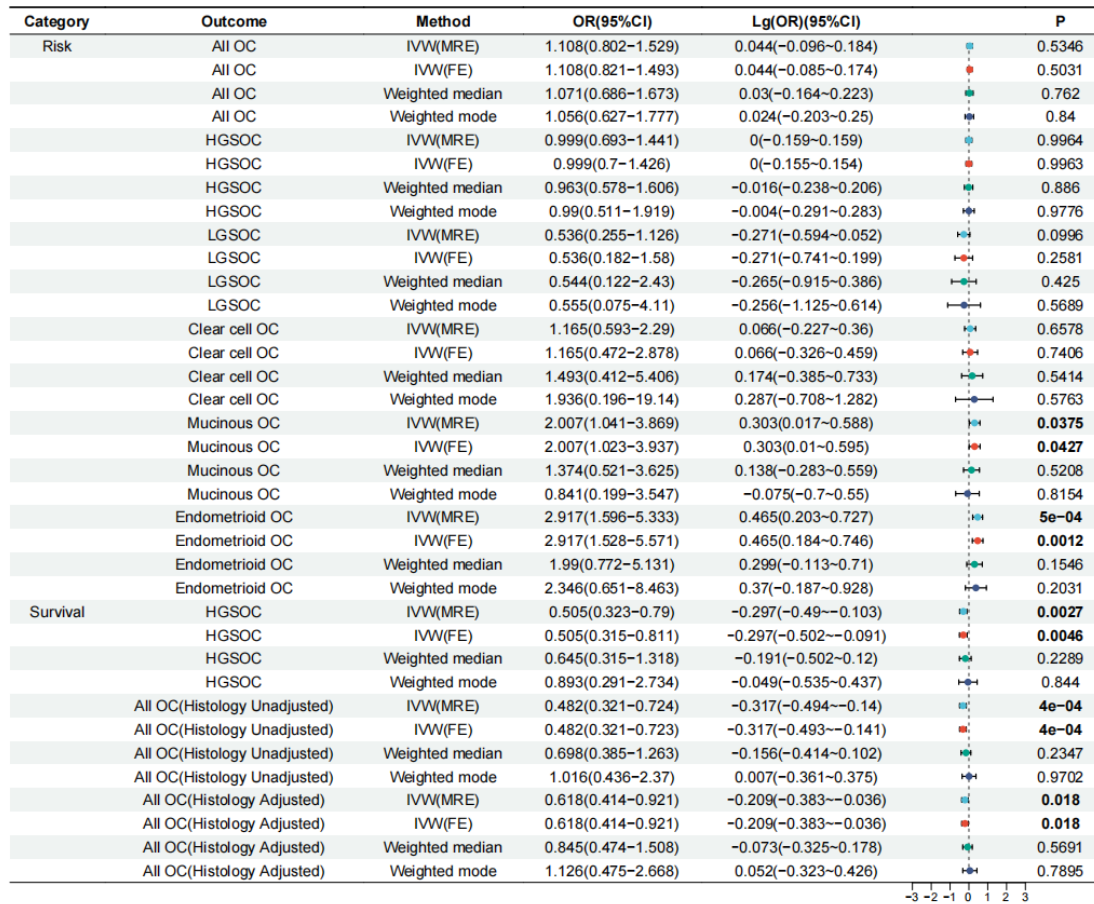 Category Outcome Method OR(95%CI) Lg(OR)(95%CI) P
Risk All OC IVW(MRE) 1.108(0.802−1.529) 0.044(−0.096~0.184) 0.5346
All OC IVW(FE) 1.108(0.821−1.493) 0.044(−0.085~0.174) 0.5031
All OC Weighted median 1.071(0.686−1.673) 0.03(−0.164~0.223) 0.762
All OC Weighted mode 1.056(0.627−1.777) 0.024(−0.203~0.25) 0.84
HGSOC IVW(MRE) 0.999(0.693−1.441) 0(−0.159~0.159) 0.9964
HGSOC IVW(FE) 0.999(0.7−1.426) 0(−0.155~0.154) 0.9963
HGSOC Weighted median 0.963(0.578−1.606) −0.016(−0.238~0.206) 0.886
HGSOC Weighted mode 0.99(0.511−1.919) −0.004(−0.291~0.283) 0.9776
LGSOC IVW(MRE) 0.536(0.255−1.126) −0.271(−0.594~0.052) 0.0996
LGSOC IVW(FE) 0.536(0.182−1.58) −0.271(−0.741~0.199) 0.2581
LGSOC Weighted median 0.544(0.122−2.43) −0.265(−0.915~0.386) 0.425
LGSOC Weighted mode 0.555(0.075−4.11) −0.256(−1.125~0.614) 0.5689
Clear cell OC IVW(MRE) 1.165(0.593−2.29) 0.066(−0.227~0.36) 0.6578
Clear cell OC IVW(FE) 1.165(0.472−2.878) 0.066(−0.326~0.459) 0.7406
Clear cell OC Weighted median 1.493(0.412−5.406) 0.174(−0.385~0.733) 0.5414
Clear cell OC Weighted mode 1.936(0.196−19.14) 0.287(−0.708~1.282) 0.5763
Mucinous OC IVW(MRE) 2.007(1.041−3.869) 0.303(0.017~0.588) 0.0375
Mucinous OC IVW(FE) 2.007(1.023−3.937) 0.303(0.01~0.595) 0.0427
Mucinous OC Weighted median 1.374(0.521−3.625) 0.138(−0.283~0.559) 0.5208
Mucinous OC Weighted mode 0.841(0.199−3.547) −0.075(−0.7~0.55) 0.8154
Endometrioid OC IVW(MRE) 2.917(1.596−5.333) 0.465(0.203~0.727) 5e−04
Endometrioid OC IVW(FE) 2.917(1.528−5.571) 0.465(0.184~0.746) 0.0012
Endometrioid OC Weighted median 1.99(0.772−5.131) 0.299(−0.113~0.71) 0.1546
Endometrioid OC Weighted mode 2.346(0.651−8.463) 0.37(−0.187~0.928) 0.2031
Survival HGSOC IVW(MRE) 0.505(0.323−0.79) −0.297(−0.49~−0.103) 0.0027
HGSOC IVW(FE) 0.505(0.315−0.811) −0.297(−0.502~−0.091) 0.0046
HGSOC Weighted median 0.645(0.315−1.318) −0.191(−0.502~0.12) 0.2289
HGSOC Weighted mode 0.893(0.291−2.734) −0.049(−0.535~0.437) 0.844
All OC(Histology Unadjusted) IVW(MRE) 0.482(0.321−0.724) −0.317(−0.494~−0.14) 4e−04
All OC(Histology Unadjusted) IVW(FE) 0.482(0.321−0.723) −0.317(−0.493~−0.141) 4e−04
All OC(Histology Unadjusted) Weighted median 0.698(0.385−1.263) −0.156(−0.414~0.102) 0.2347
All OC(Histology Unadjusted) Weighted mode 1.016(0.436−2.37) 0.007(−0.361~0.375) 0.9702
All OC(Histology Adjusted) IVW(MRE) 0.618(0.414−0.921) −0.209(−0.383~−0.036) 0.018
All OC(Histology Adjusted) IVW(FE) 0.618(0.414−0.921) −0.209(−0.383~−0.036) 0.018
All OC(Histology Adjusted) Weighted median 0.845(0.474−1.508) −0.073(−0.325~0.178) 0.5691
All OC(Histology Adjusted) Weighted mode 1.126(0.475−2.668) 0.052(−0.323~0.426) 0.7895
−3 −2 −1 0 1 2 3